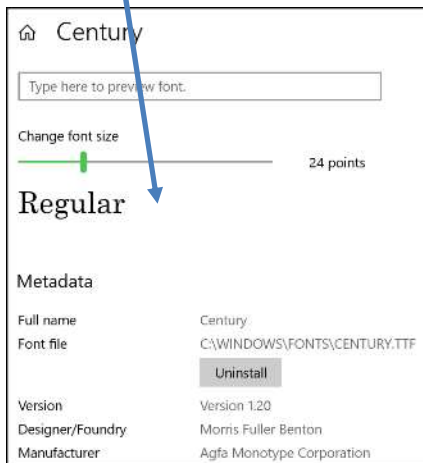 Century
Type here to preview font.
Change font size
24 points
Regular
Metadata
Full name Century
Font file C:\WINDOWS\FONTS\CENTURY.TTF
Uninstall
Version Version 1.20
Designer/Foundry Morris Fuller Benton
Manufacturer Agfa Monotype Corporation